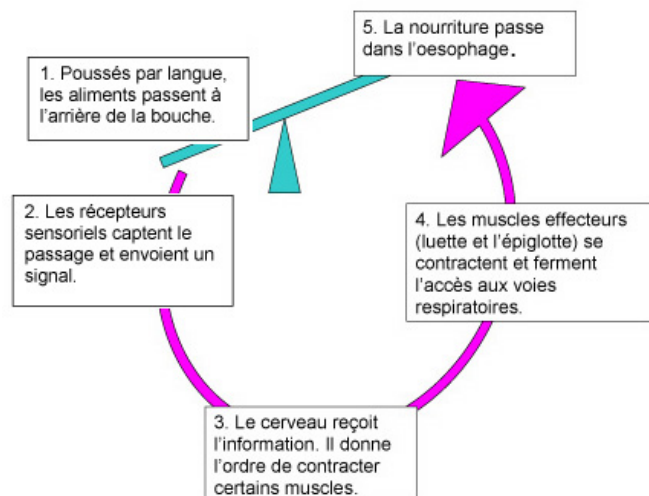 1. Poussés par langue,
les aliments passent à
l'arrière de la bouche.
2. Les récepteurs
sensoriels captent le
passage et envoient un
signal.
3. Le cerveau reçoit
l'information. Il donne
l'ordre de contracter
certains muscles.
4. Les muscles effecteurs
(luette et l'épiglotte) se
contractent et ferment
l'accès aux voies
respiratoires.
5. La nourriture passe
dans l'oesophage.